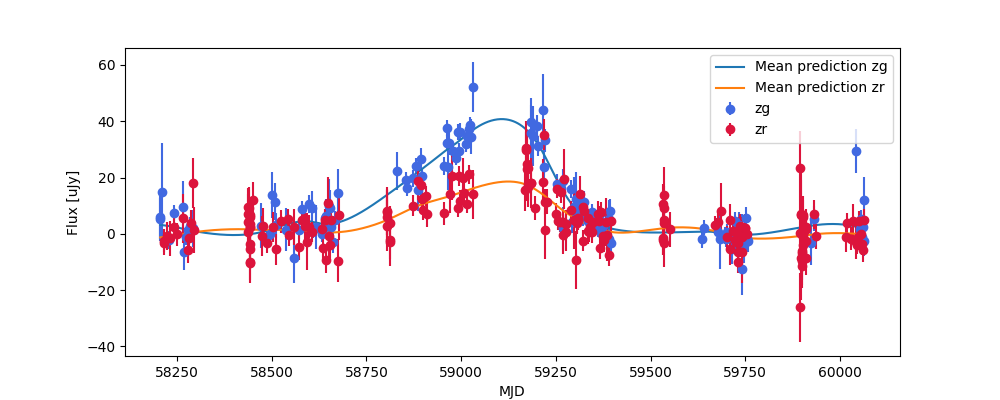 60
40
20
0
−20
−40
Flux [uJy]
58250
58500
58750
59000
59250
59500
59750
60000
MJD
Mean prediction zg
Mean prediction zr
zg
zr